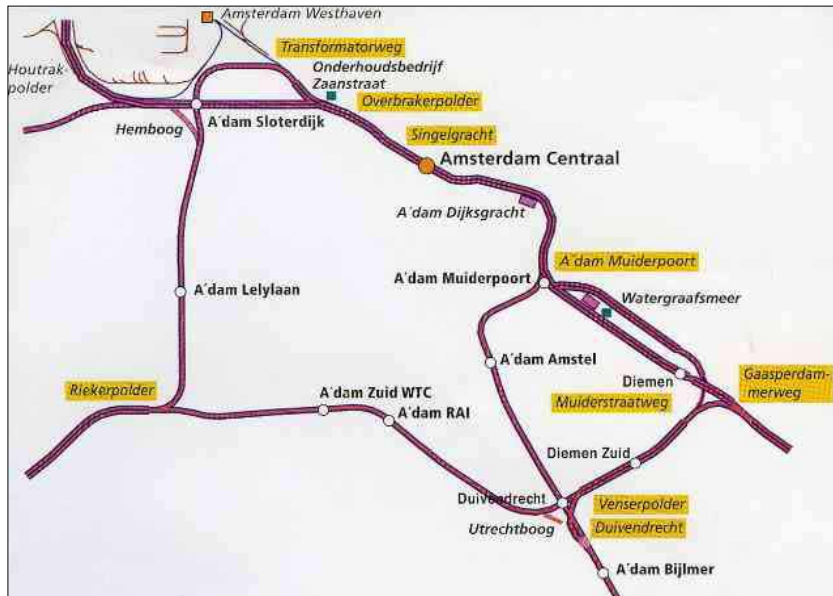 Amsterdam Westhaven
Transformatorweg
Houtrak-
polder
Onderhoudsbedrijf
Zaanstraat
Overbrakerpolder
Hemboog
A'dam Sloterdijk
Singelgracht
Amsterdam Centraal
A'dam Dijksgracht
A'dam Muiderpoort
A'dam Muiderpoort
A'dam Lelylaan
Watergraafsmeer
A'dam Amstel
Diemen
Gaasperdam-
merweg
Riekerpolder
A'dam Zuid WTC
Muiderstraatweg
A'dam RAI
Diemen Zuid
Duivendrecht
Venserpolder
Utrechtboog
Duivendrecht
A'dam Bijlmer